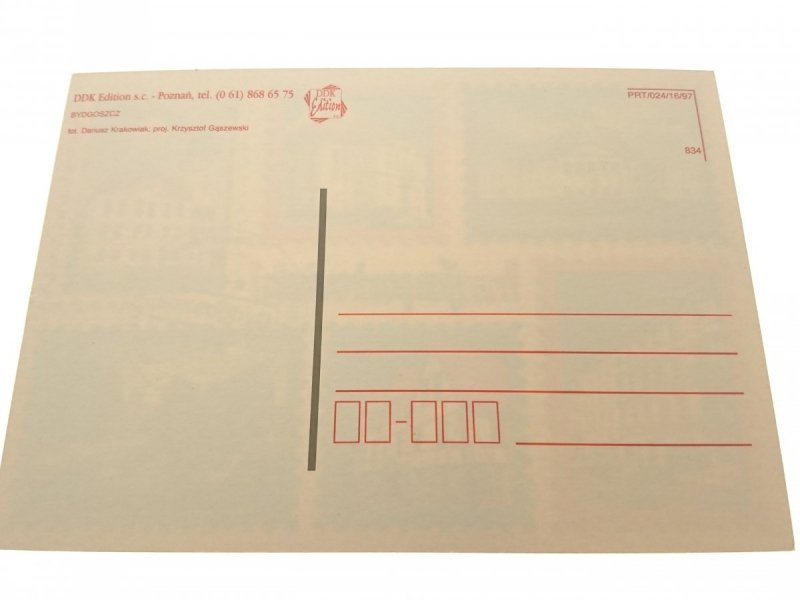 DDK Edition s.c. - Poznań, tel. (0 61) 868 65 75
BYDGOSZCZ
fot. Dariusz Krakowiak; proj. Krzysztof Gąszewski
DDK
Edition
PRT/024/16/97
834